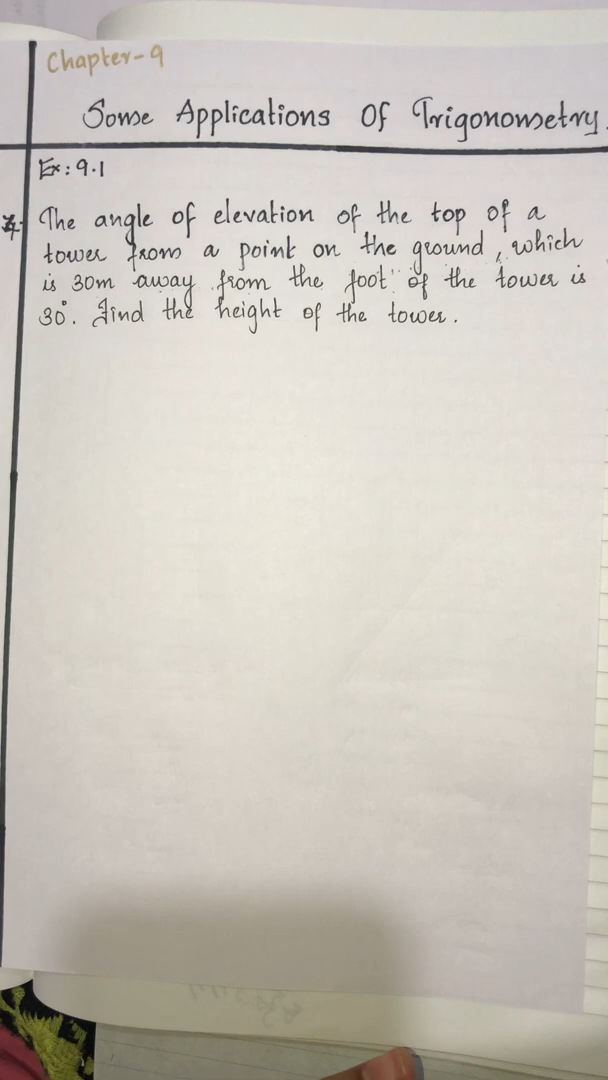 Chapter-9
Some Applications Of Trigonometry.
Ex: 9.1
4. The angle of elevation of the top of a
tower from a point on the ground, which
is 30m away from the foot of the tower is
30°. Find the height of the tower.